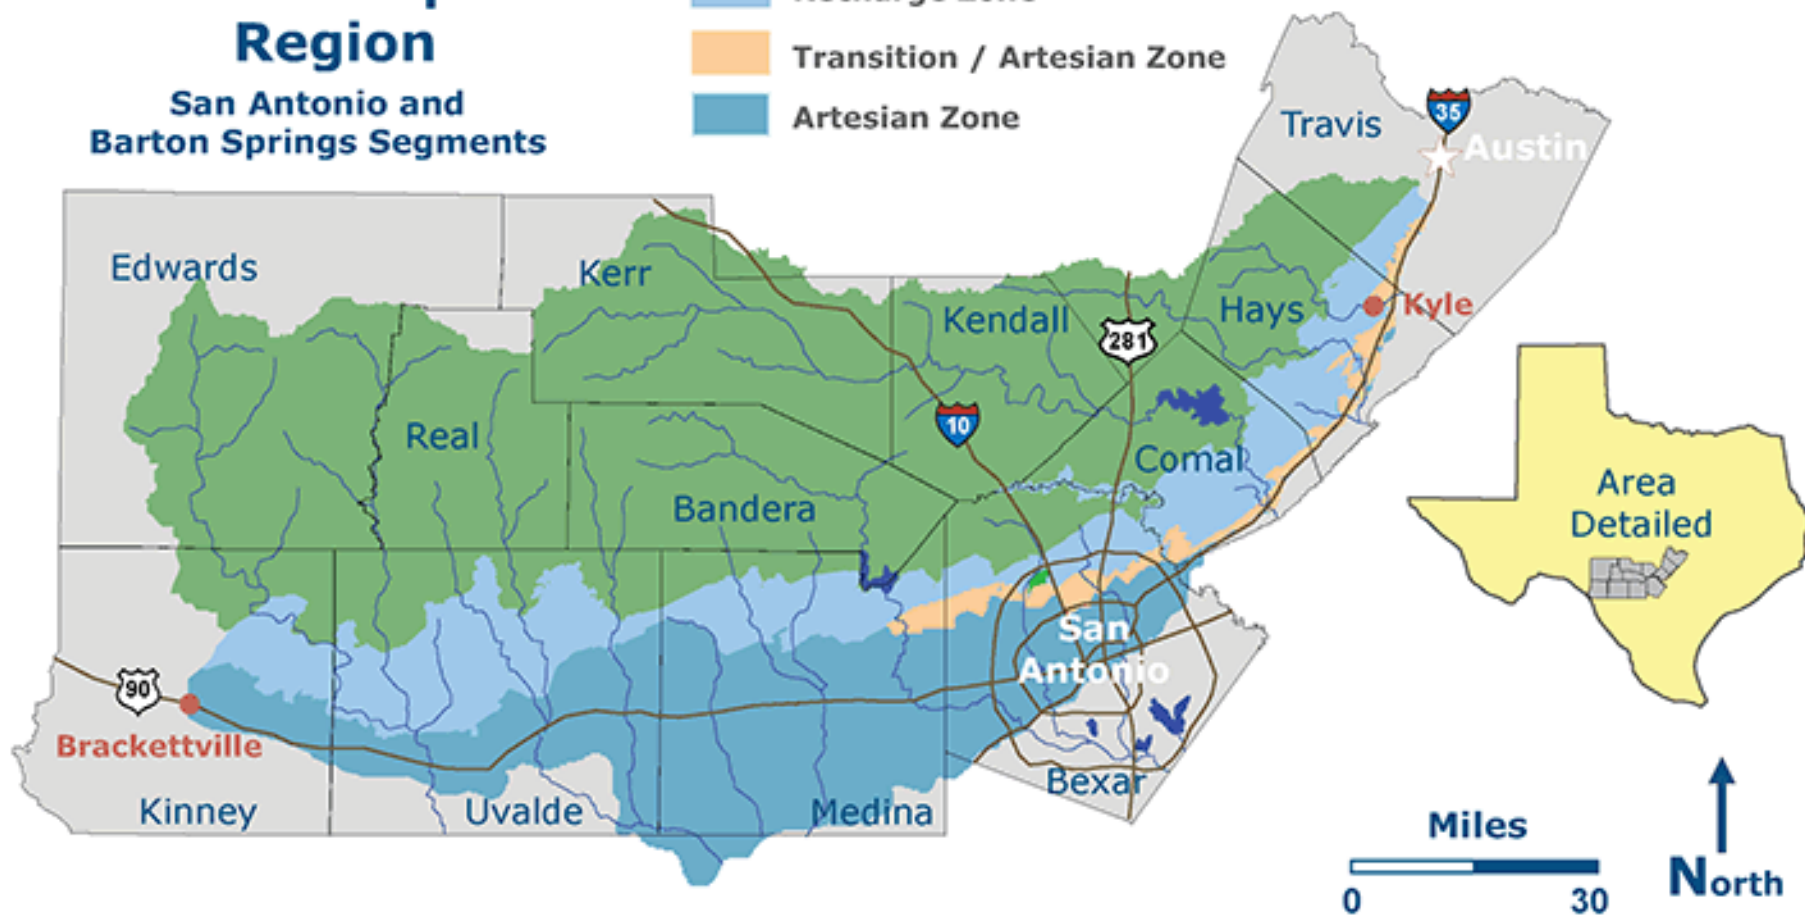 Region
San Antonio and
Barton Springs Segments
Recharge Zone
Transition / Artesian Zone
Artesian Zone
Travis
35
Austin
Edwards
Kerr
Kendall
281
Hays
Kyle
Real
10
Comal
Bandera
Area
Detailed
San
Antonio
90
Brackettville
Kinney
Uvalde
Medina
Bexar
Miles
0
30
North